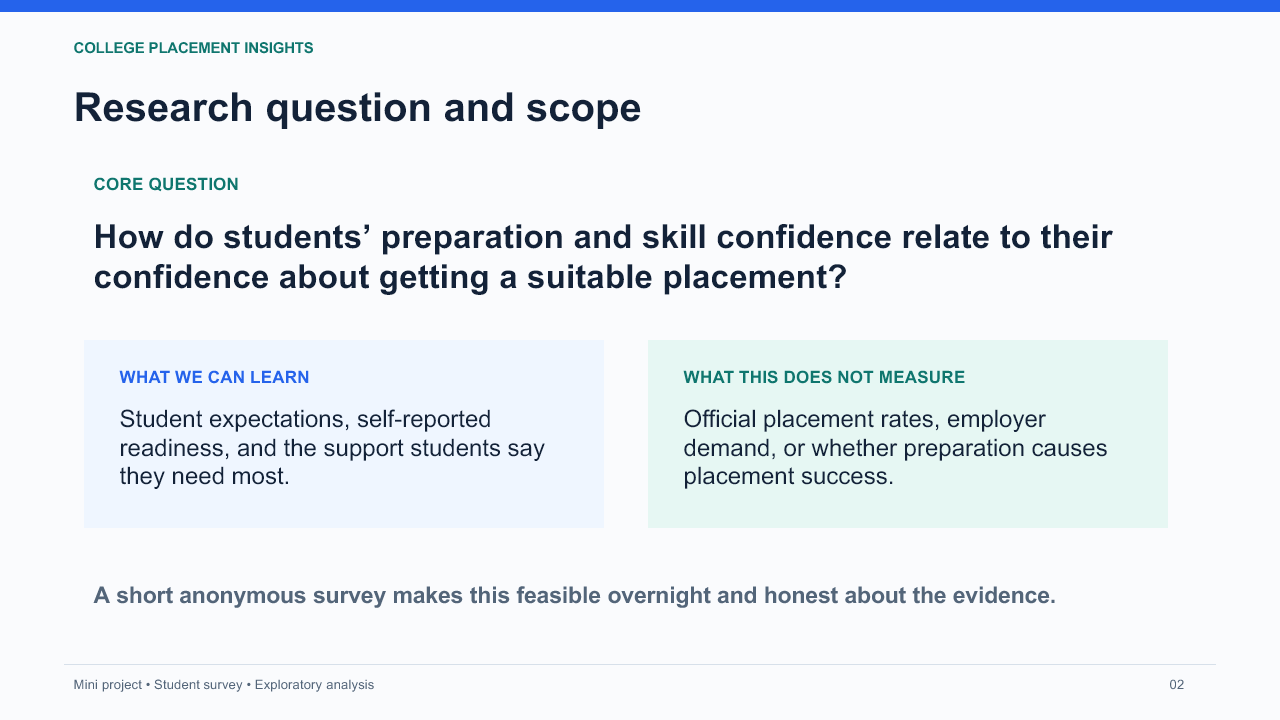 COLLEGE PLACEMENT INSIGHTS
Research question and scope
CORE QUESTION
How do students’ preparation and skill confidence relate to their
confidence about getting a suitable placement?
WHAT WE CAN LEARN
Student expectations, self-reported
readiness, and the support students say
they need most.
WHAT THIS DOES NOT MEASURE
Official placement rates, employer
demand, or whether preparation causes
placement success.
A short anonymous survey makes this feasible overnight and honest about the evidence.
Mini project • Student survey • Exploratory analysis
02